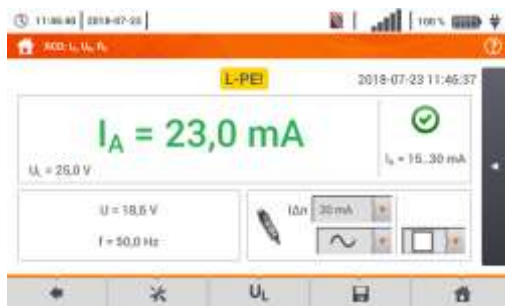 11:46:40 2018-07-23 100%
RCD: Iₐ, Uₐ, Rₑ
L-PE! 2018-07-23 11:46:37
Iₐ = 23,0 mA
Iₐ = 15..30 mA
Uₗ = 25,0 V
U = 18,6 V
f = 50,0 Hz
IΔn 30 mA
Uₗ